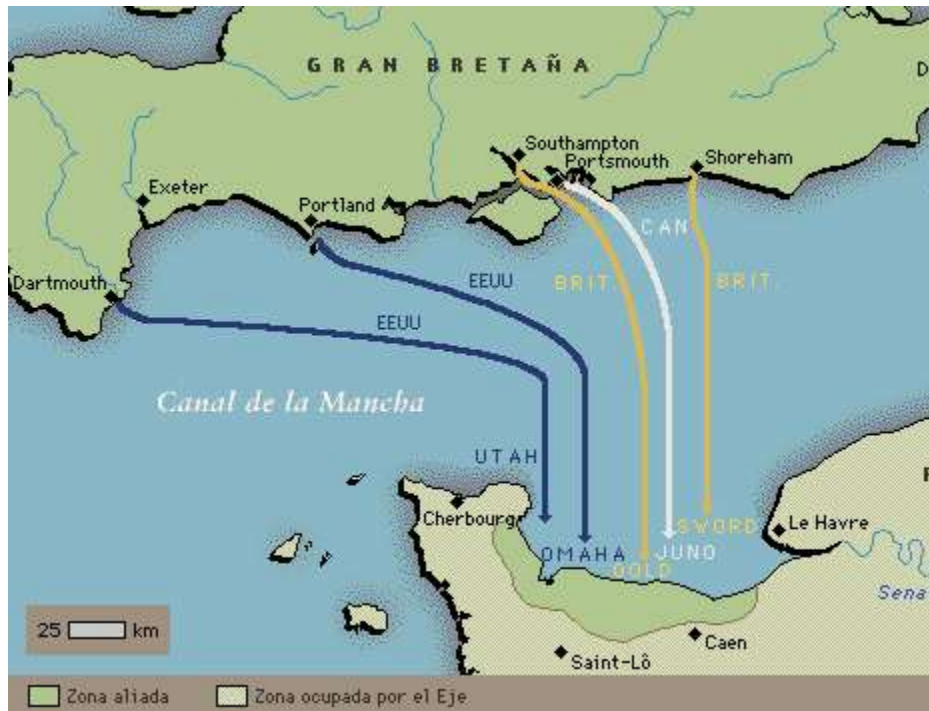 GRAN BRETAÑA
D
Southampton
Portsmouth
Shoreham
Exeter
Portland
CAN
Dartmouth
EEUU
BRIT.
BRIT.
EEUU
Canal de la Mancha
UTAH
Cherbourg
SWORD
Le Havre
OMAHA
JUNO
GOLD
Sena
25 km
Caen
Saint-Lô
Zona aliada
Zona ocupada por el Eje